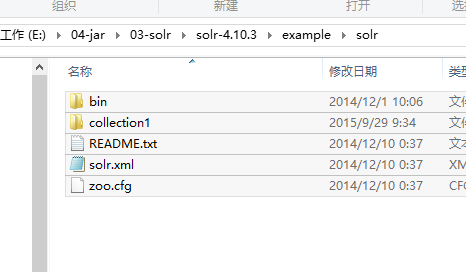 组织 新建 打开 选
工作 (E:) 04-jar 03-solr solr-4.10.3 example solr
名称 修改日期 类型
bin 2014/12/1 10:06 文件
collection1 2015/9/29 9:34 文件
README.txt 2014/12/10 0:37 文本
solr.xml 2014/12/10 0:37 XM
zoo.cfg 2014/12/10 0:37 CFG